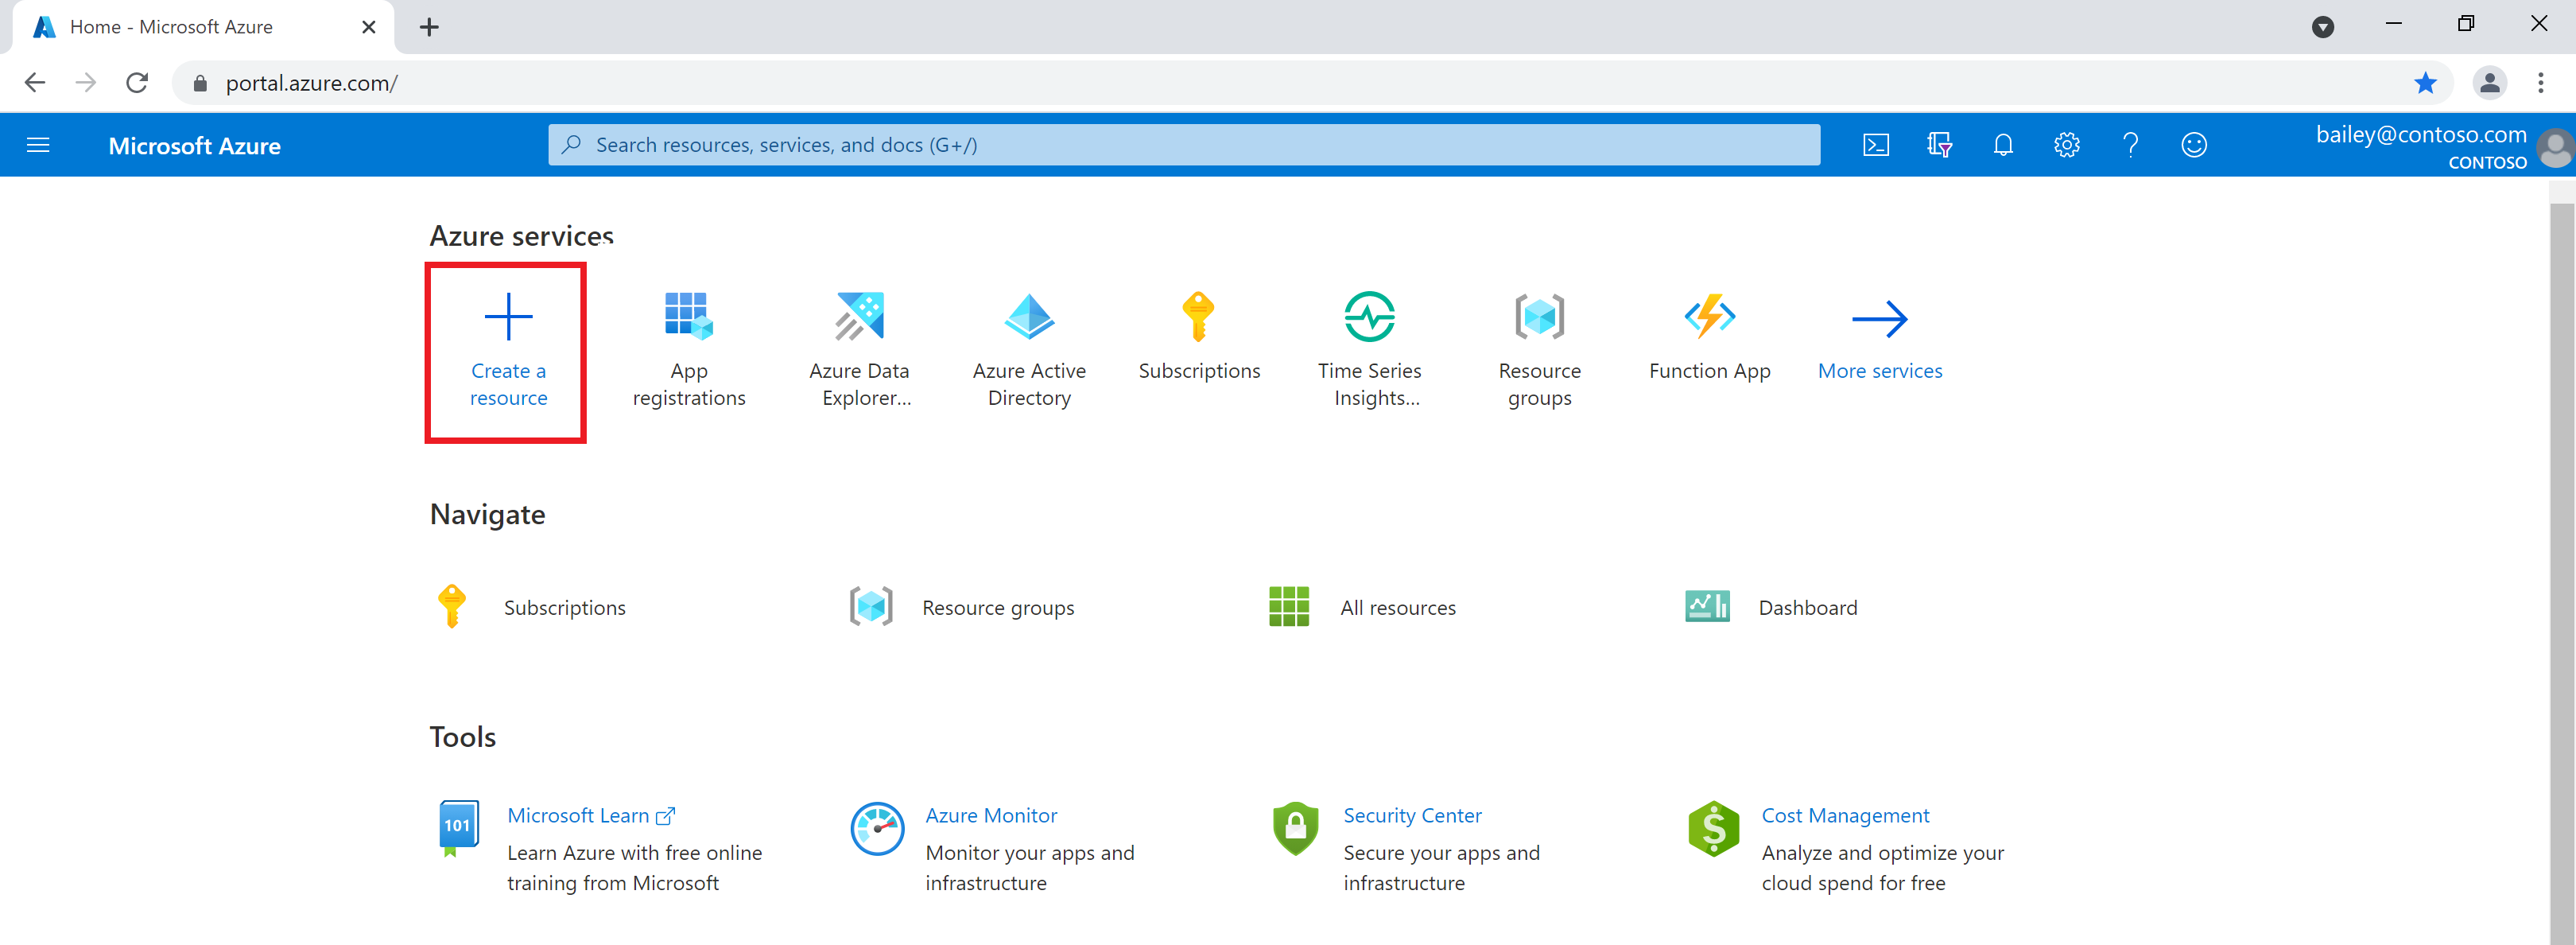 Home - Microsoft Azure
portal.azure.com/
Microsoft Azure
Search resources, services, and docs (G+/)
bailey@contoso.com
CONTOSO
Azure services
Create a
resource
App
registrations
Azure Data
Explorer...
Azure Active
Directory
Subscriptions
Time Series
Insights...
Resource
groups
Function App
More services
Navigate
Subscriptions
Resource groups
All resources
Dashboard
Tools
101
Microsoft Learn
Learn Azure with free online
training from Microsoft
Azure Monitor
Monitor your apps and
infrastructure
Security Center
Secure your apps and
infrastructure
$
Cost Management
Analyze and optimize your
cloud spend for free